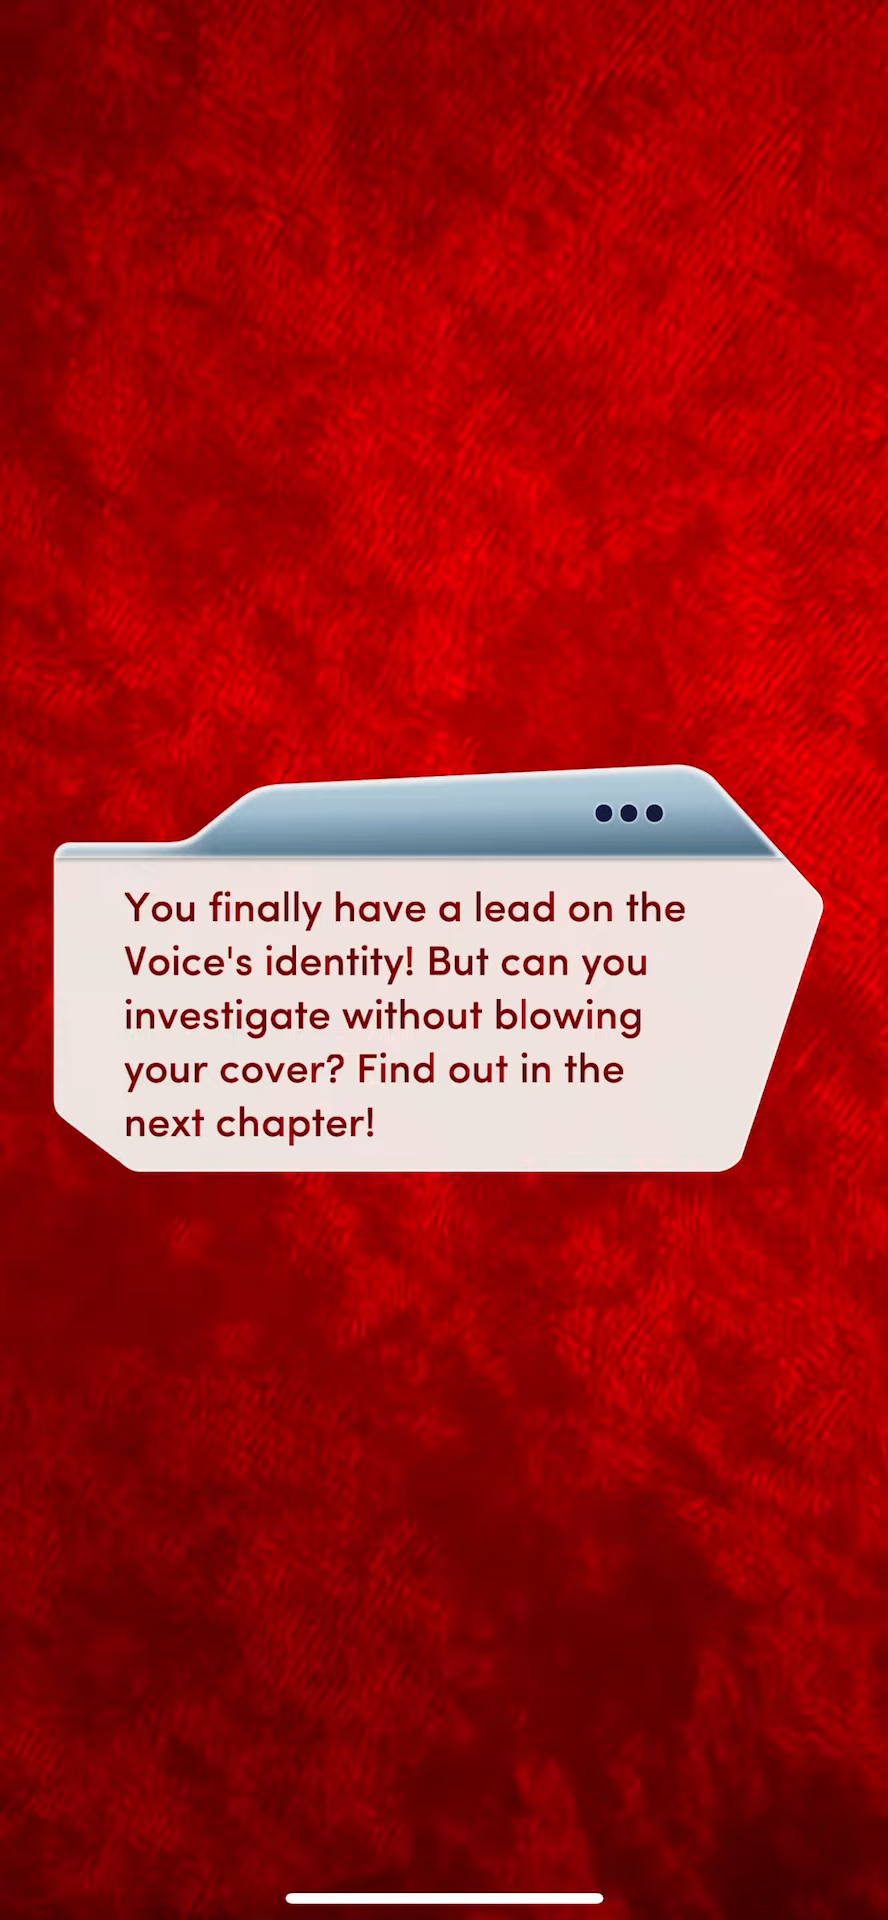 You finally have a lead on the
Voice's identity! But can you
investigate without blowing
your cover? Find out in the
next chapter!